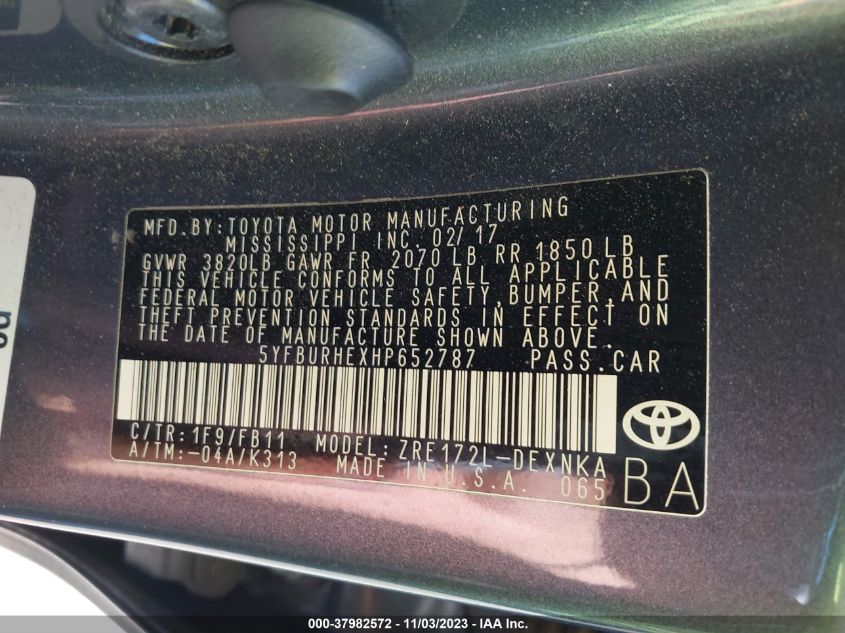 MFD.BY:TOYOTA MOTOR MANUFACTURING
MISSISSIPPI INC. 02/17
GVWR 3820LB GAWR FR 2070 LB RR 1850 LB
THIS VEHICLE CONFORMS TO ALL APPLICABLE
FEDERAL MOTOR VEHICLE SAFETY,BUMPER,AND
THEFT PREVENTION STANDARDS IN EFFECT ON
THE DATE OF MANUFACTURE SHOWN ABOVE.
5YFBURHEXHP652787 PASS.CAR
C/TR:1F9/FB11 MODEL:ZRE172L-DEXNKA
A/TM:-04A/K313 MADE IN U.S.A. 065
BA
000-37982572 - 11/03/2023 - IAA Inc.